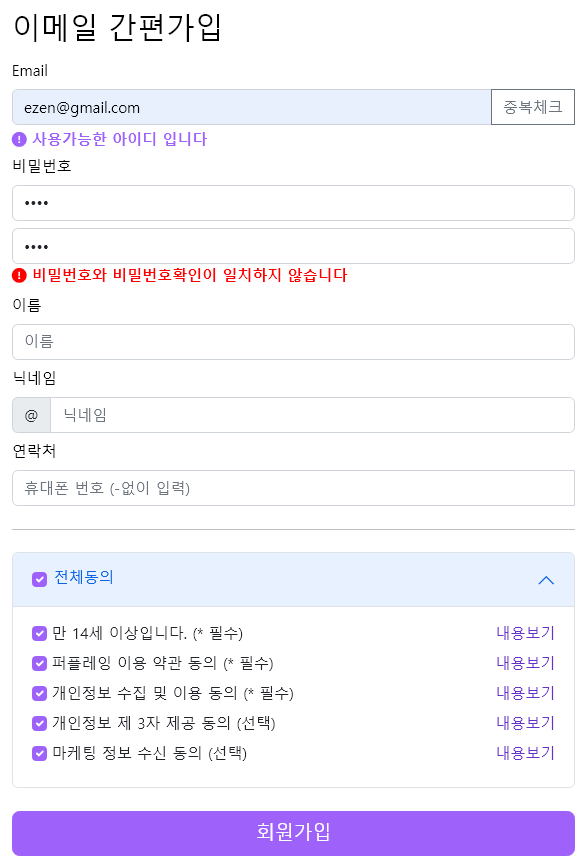 이메일 간편가입
Email
ezen@gmail.com 중복체크
사용가능한 아이디 입니다
비밀번호
••••
••••
비밀번호와 비밀번호확인이 일치하지 않습니다
이름
이름
닉네임
@ 닉네임
연락처
휴대폰 번호 (-없이 입력)
전체동의
만 14세 이상입니다. (* 필수) 내용보기
퍼플레잉 이용 약관 동의 (* 필수) 내용보기
개인정보 수집 및 이용 동의 (* 필수) 내용보기
개인정보 제 3자 제공 동의 (선택) 내용보기
마케팅 정보 수신 동의 (선택) 내용보기
회원가입